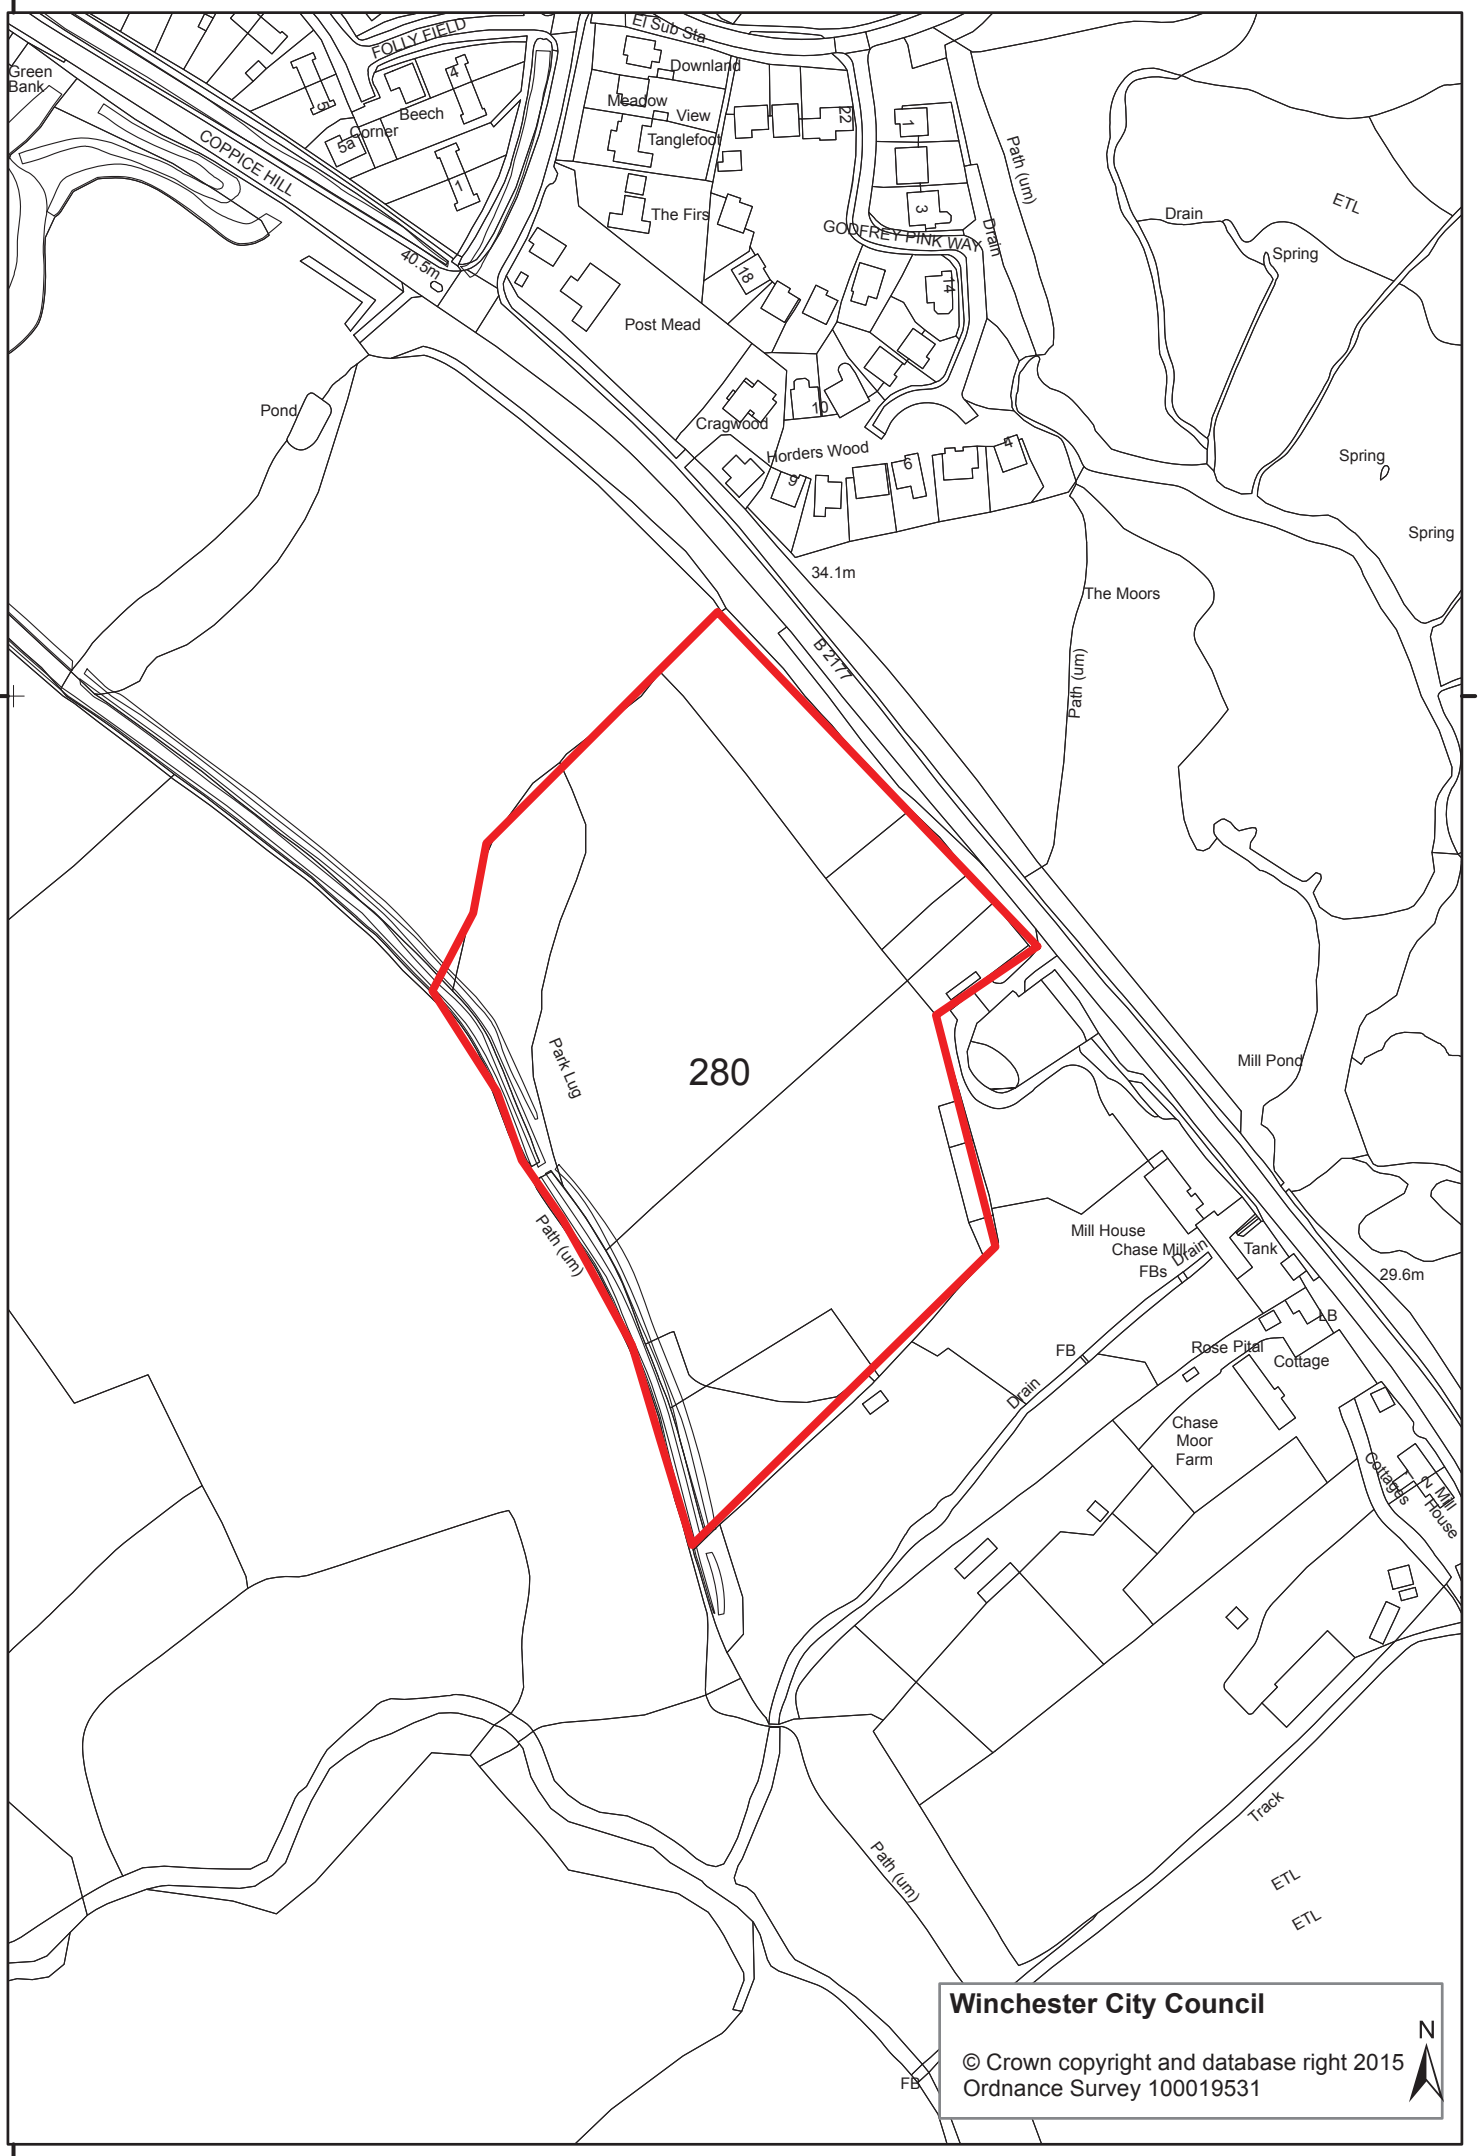 FOLLY FIELD
El Sub Sta
Green
Bank
Downland
5
4
Meadow
View
Beech
Corner
5a
Tanglefoot
22
1
COPPICE HILL
1
Path (um)
Drain
ETL
The Firs
3
GODFREY PINK WAY
Drain
Spring
40.5m
18
14
Post Mead
Pond
10
Cragwood
Horders Wood
4
Spring
9
6
Spring
34.1m
The Moors
B 2177
Path (um)
280
Park Lug
Mill Pond
Path (um)
Mill House
Chase Mill
Drain
Tank
FBs
29.6m
LB
FB
Rose Pital
Cottage
Drain
Chase
Moor
Farm
Cottages
2
Mill
House
Track
Path (um)
ETL
ETL
FB
Winchester City Council
N
© Crown copyright and database right 2015
Ordnance Survey 100019531